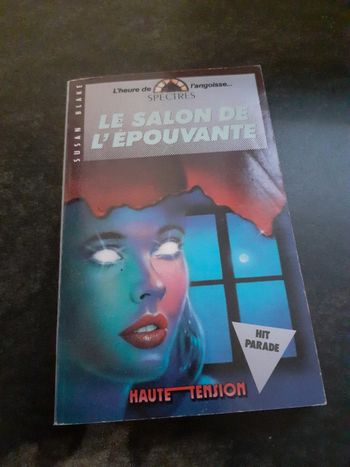 L'heure de l'angoisse...
SPECTRES
SUSAN BLAKE
LE SALON DE
L'ÉPOUVANTE
HIT
PARADE
HAUTE TENSION